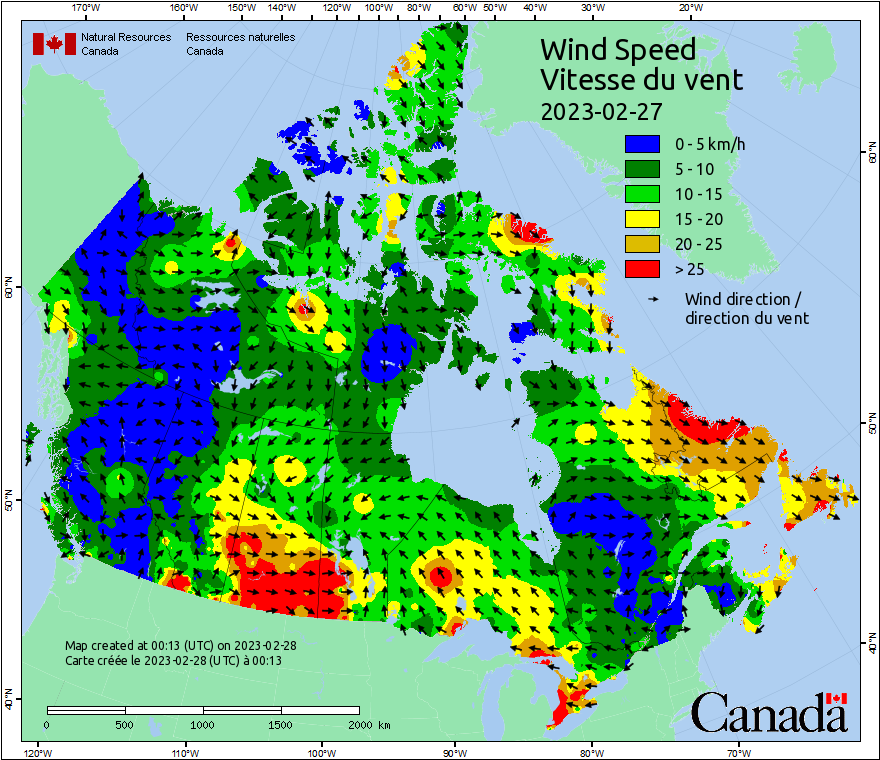 170°W 160°W 150°W 140°W 130°W 120°W 110°W 100°W 80°W 60°W 50°W 40°W 30°W 20°W
Natural Resources Canada
Ressources naturelles Canada
Wind Speed
Vitesse du vent
2023-02-27
0 - 5 km/h
5 - 10
10 - 15
15 - 20
20 - 25
> 25
Wind direction /
direction du vent
60°N
50°N
40°N
60°N
50°N
40°N
Map created at 00:13 (UTC) on 2023-02-28
Carte créée le 2023-02-28 (UTC) à 00:13
0 500 1000 1500 2000 km
Canada
120°W 110°W 100°W 90°W 80°W 70°W